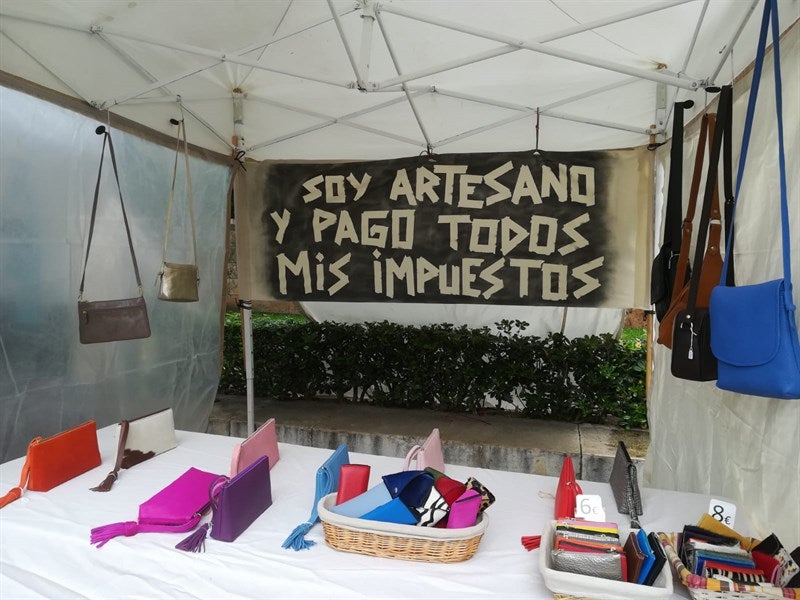 SOY ARTESANO
Y PAGO TODOS
Mis impuestos
6€
8€